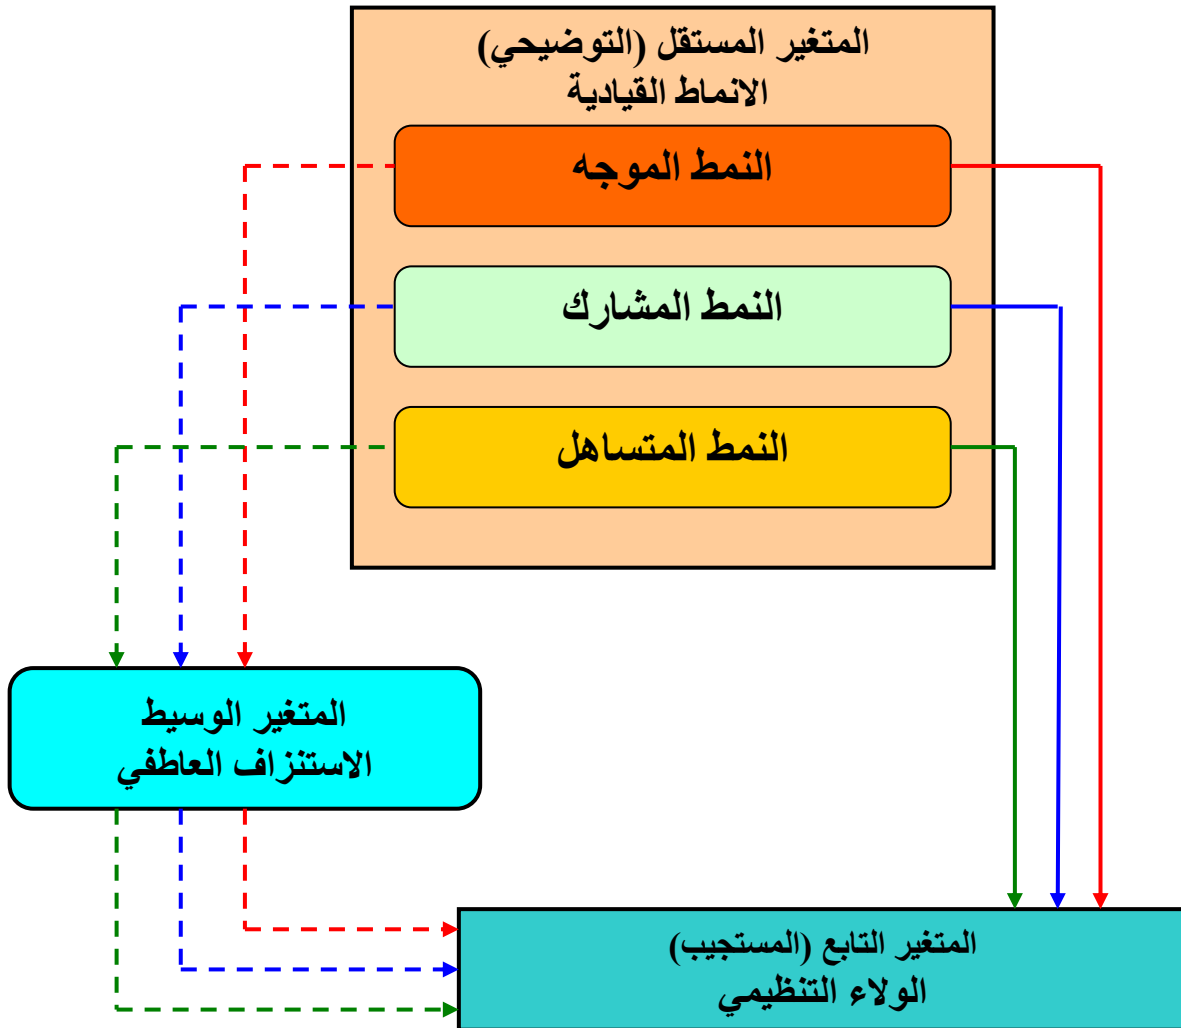 المتغير المستقل (التوضيحي)
الانماط القيادية
النمط الموجه
النمط المشارك
النمط المتساهل
المتغير الوسيط
الاستنزاف العاطفي
المتغير التابع (المستجيب)
الولاء التنظيمي